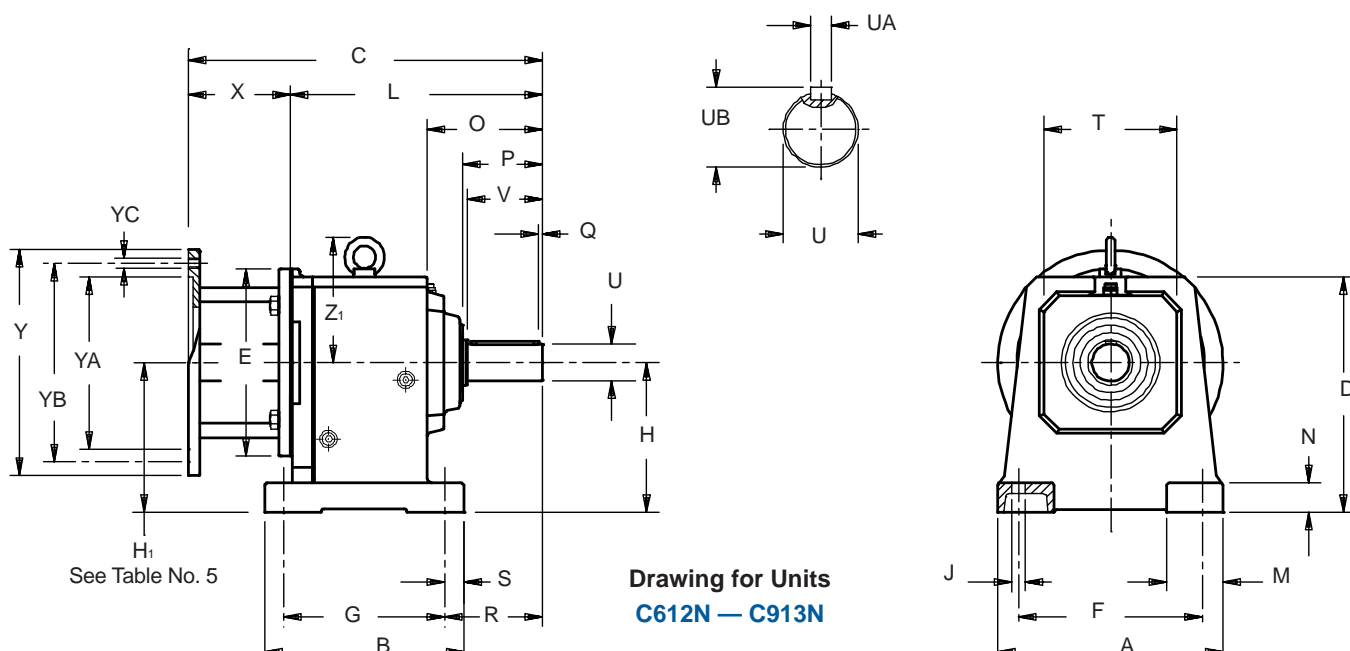 UA
C
X
L
UB
T
O
P
V
YC
Q
U
U
Z1
Y
YA
E
D
YB
H
N
H1
See Table No. 5
S
Drawing for Units
J
M
C612N — C913N
G
R
F
B
A